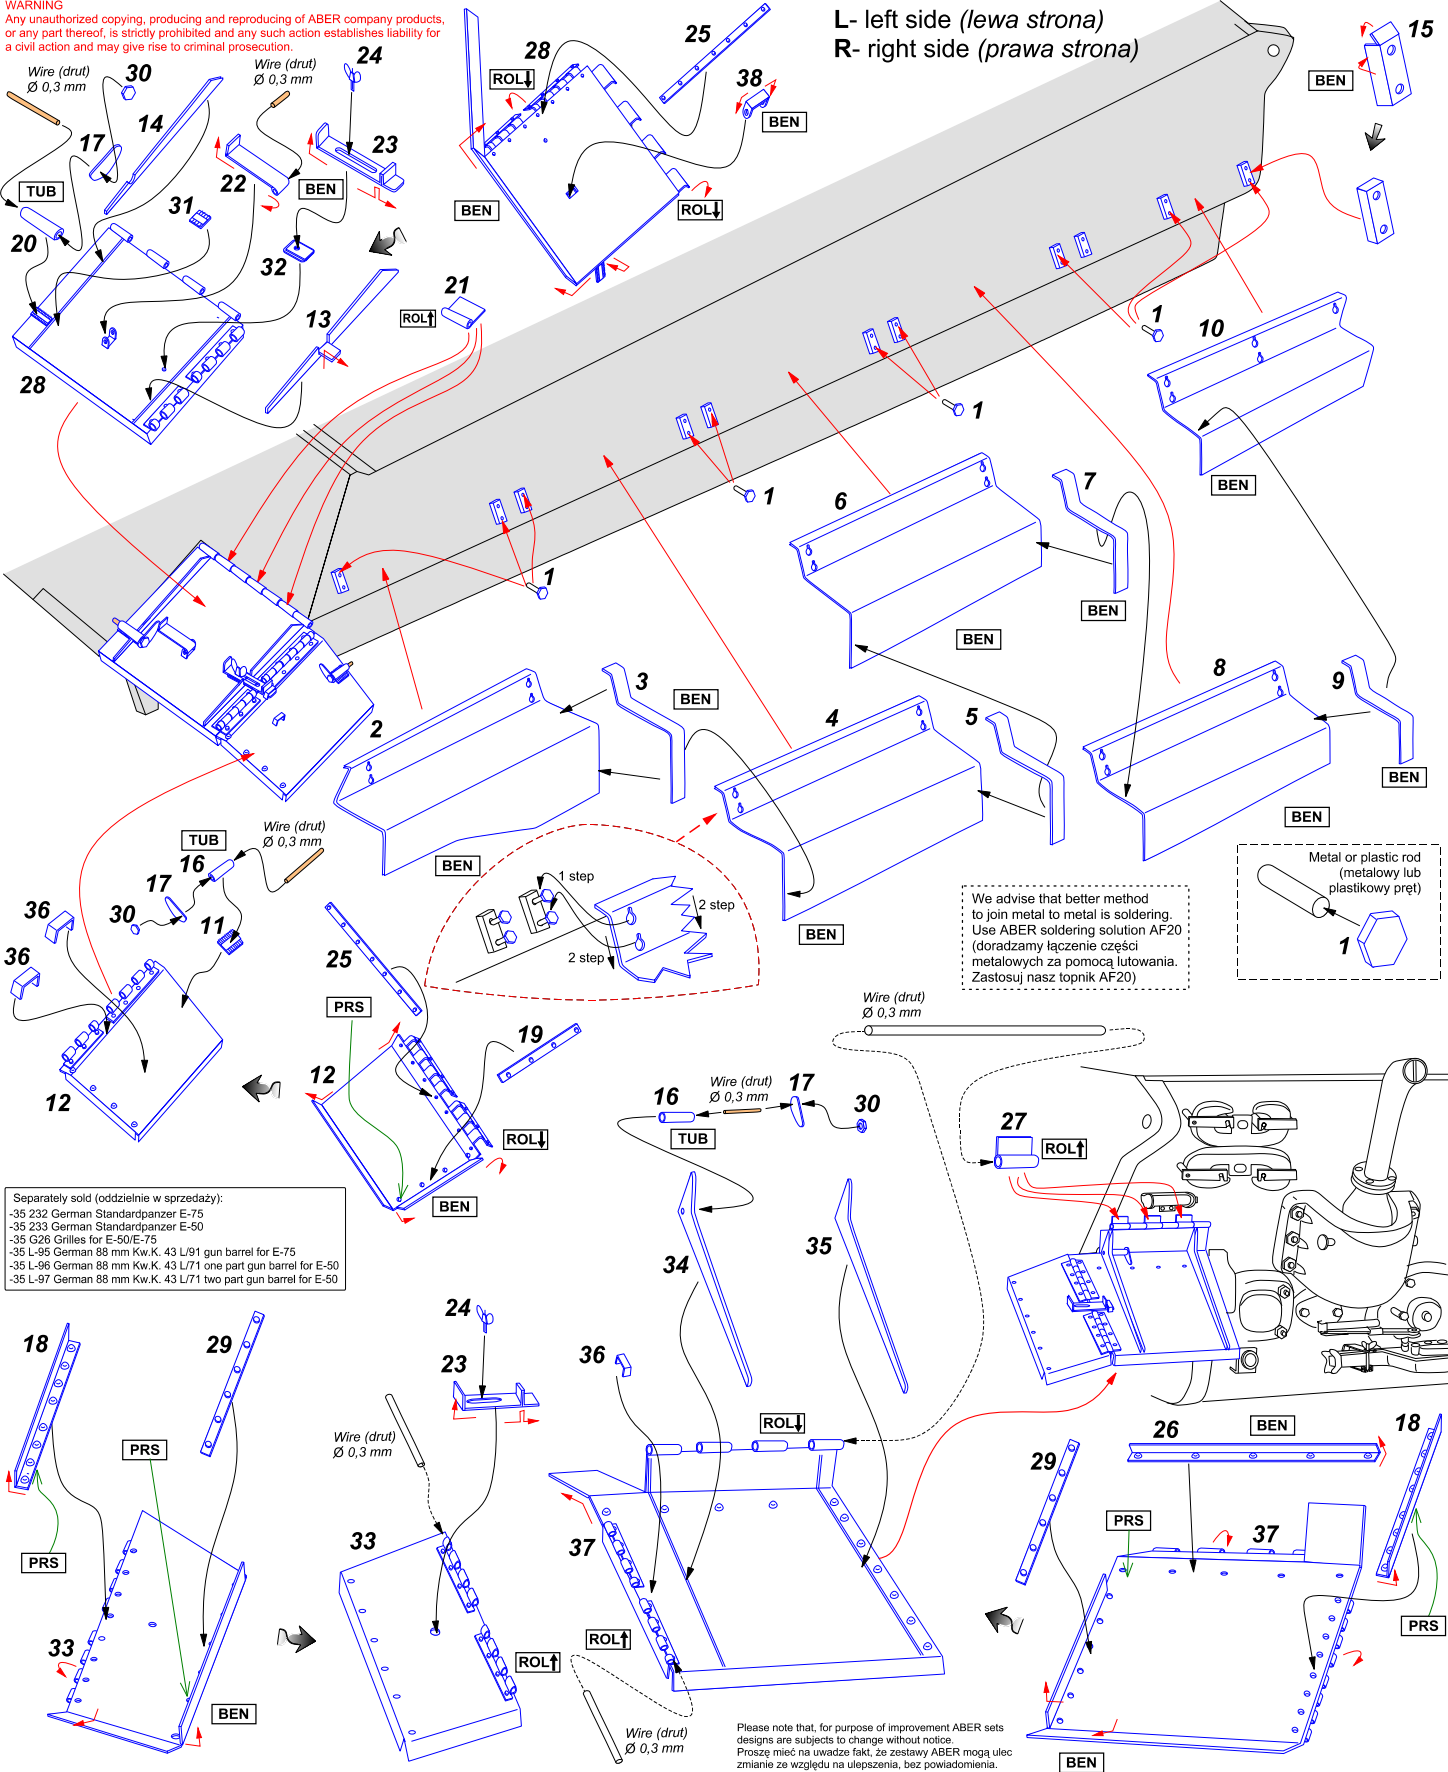 WARNING
Any unauthorized copying, producing and reproducing of ABER company products,
or any part thereof, is strictly prohibited and any such action establishes liability for
a civil action and may give rise to criminal prosecution.
L- left side (lewa strona)
R- right side (prawa strona)
15
BEN
Wire (drut)
Ø 0,3 mm
30
Wire (drut)
Ø 0,3 mm
24
28
25
ROL
38
BEN
14
17
TUB
22
BEN
23
31
20
32
BEN
ROL
13
28
21
ROL
1
10
1
1
1
BEN
6
7
BEN
BEN
2
3
BEN
4
5
8
9
BEN
BEN
BEN
BEN
TUB
Wire (drut)
Ø 0,3 mm
16
17
30
11
36
36
12
1 step
2 step
2 step
We advise that better method
to join metal to metal is soldering.
Use ABER soldering solution AF20
(doradzamy łączenie części
metalowych za pomocą lutowania.
Zastosuj nasz topnik AF20)
Metal or plastic rod
(metalowy lub
plastikowy pręt)
1
25
PRS
19
12
ROL
BEN
Wire (drut)
Ø 0,3 mm
16
Wire (drut)
Ø 0,3 mm
17
30
TUB
27
ROL
Separately sold (oddzielnie w sprzedaży):
-35 232 German Standardpanzer E-75
-35 233 German Standardpanzer E-50
-35 G26 Grilles for E-50/E-75
-35 L-95 German 88 mm Kw.K. 43 L/91 gun barrel for E-75
-35 L-96 German 88 mm Kw.K. 43 L/71 one part gun barrel for E-50
-35 L-97 German 88 mm Kw.K. 43 L/71 two part gun barrel for E-50
34
35
18
29
PRS
PRS
33
BEN
24
23
Wire (drut)
Ø 0,3 mm
33
ROL
36
ROL
37
ROL
Wire (drut)
Ø 0,3 mm
29
26
BEN
18
PRS
37
PRS
BEN
Please note that, for purpose of improvement ABER sets
designs are subjects to change without notice.
Proszę mieć na uwadze fakt, że zestawy ABER mogą ulec
zmianie ze względu na ulepszenia, bez powiadomienia.